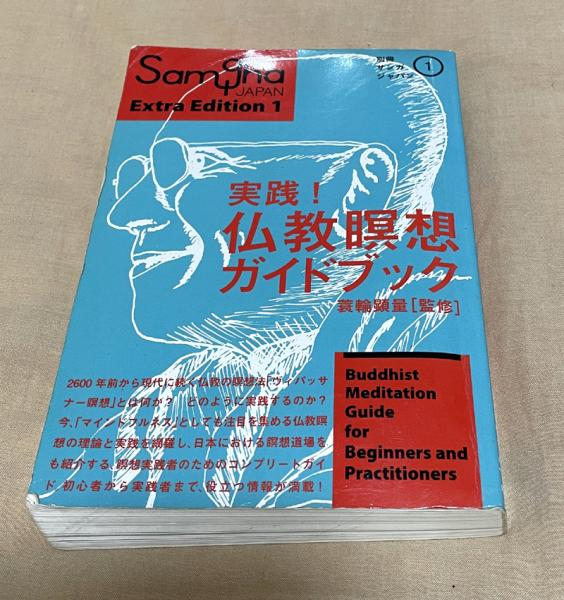 Samgha
JAPAN
Extra Edition 1
別冊
サンガ
ジャパン
1
実践!
仏教瞑想
ガイドブック
蓑輪顕量[監修]
2600年前から現代に続く仏教の瞑想法「ヴィパッサ
ナー瞑想」とは何か? どのように実践するのか?
今、「マインドフルネス」としても注目を集める仏教瞑
想の理論と実践を網羅し、日本における瞑想道場を
も紹介する、瞑想実践者のためのコンプリートガイ
ド。初心者から実践者まで、役立つ情報が満載!
Buddhist
Meditation
Guide
for
Beginners and
Practitioners